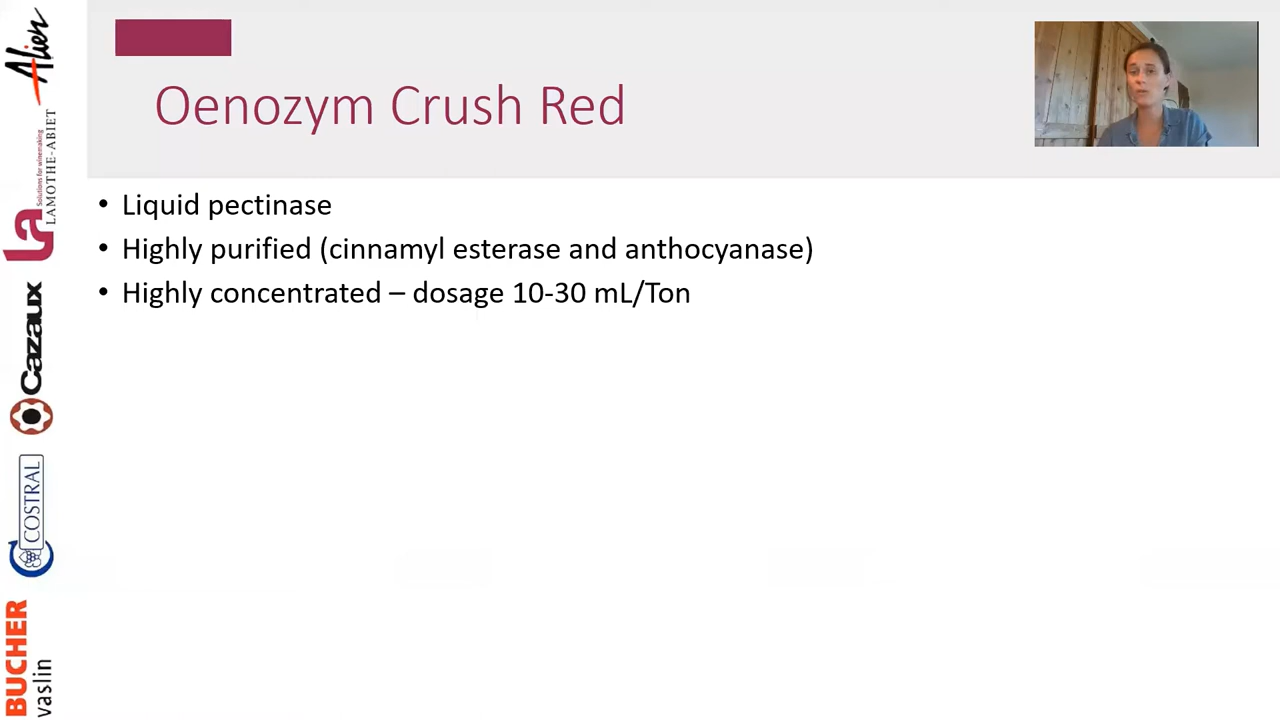 Oenozym Crush Red
• Liquid pectinase
• Highly purified (cinnamyl esterase and anthocyanase)
• Highly concentrated – dosage 10-30 mL/Ton
Alien
La
Solutions for winemaking
LAMOTHE-ABIET
Cazaux
COSTRAL
BUCHER
vaslin